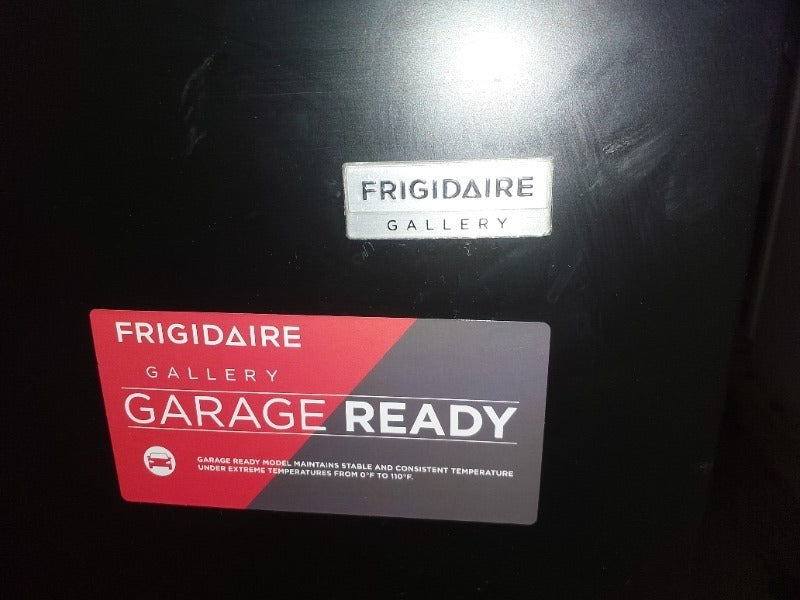 FRIGIDAIRE
GALLERY
FRIGIDAIRE
GALLERY
GARAGE READY
GARAGE READY MODEL MAINTAINS STABLE AND CONSISTENT TEMPERATURE
UNDER EXTREME TEMPERATURES FROM 0°F TO 110°F.